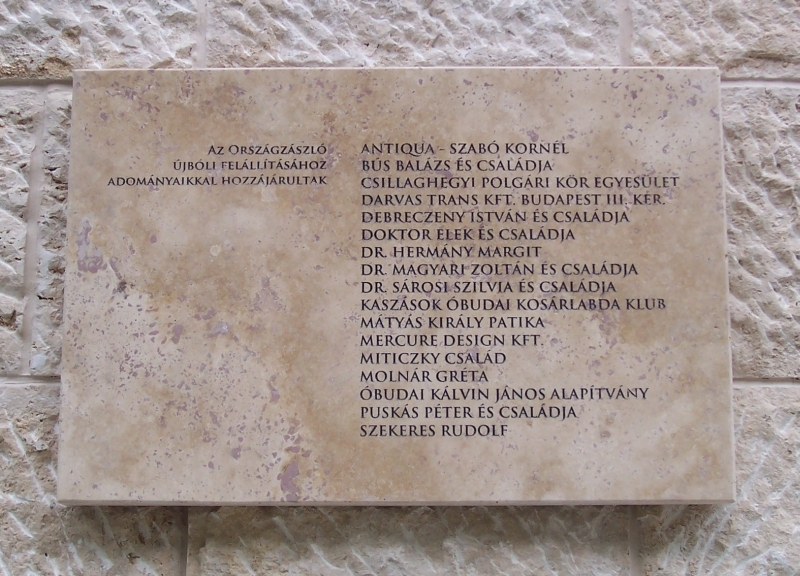 Az Országzászló
újbóli felállításához
adományaikkal hozzájárultak
ANTIQUA - SZABÓ KORNÉL
BÚS BALÁZS ÉS CSALÁDJA
CSILLAGHEGYI POLGÁRI KÖR EGYESÜLET
DARVAS TRANS KFT. BUDAPEST III. KER.
DEBRECZENY ISTVÁN ÉS CSALÁDJA
DOKTOR ELEK ÉS CSALÁDJA
DR. HERMÁNY MARGIT
DR. MAGYARI ZOLTÁN ÉS CSALÁDJA
DR. SÁROSI SZILVIA ÉS CSALÁDJA
KASZÁSOK ÓBUDAI KOSÁRLABDA KLUB
MÁTYÁS KIRÁLY PATIKA
MERCURE DESIGN KFT.
MITICZKY CSALÁD
MOLNÁR GRÉTA
ÓBUDAI KÁLVIN JÁNOS ALAPÍTVÁNY
PUSKÁS PÉTER ÉS CSALÁDJA
SZEKERES RUDOLF